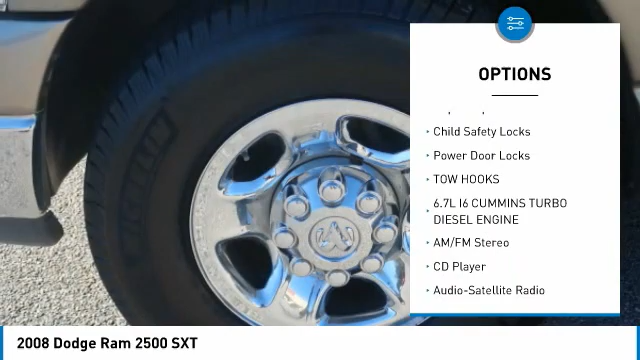 OPTIONS
Child Safety Locks
Power Door Locks
TOW HOOKS
6.7L I6 CUMMINS TURBO
DIESEL ENGINE
AM/FM Stereo
CD Player
Audio-Satellite Radio
2008 Dodge Ram 2500 SXT